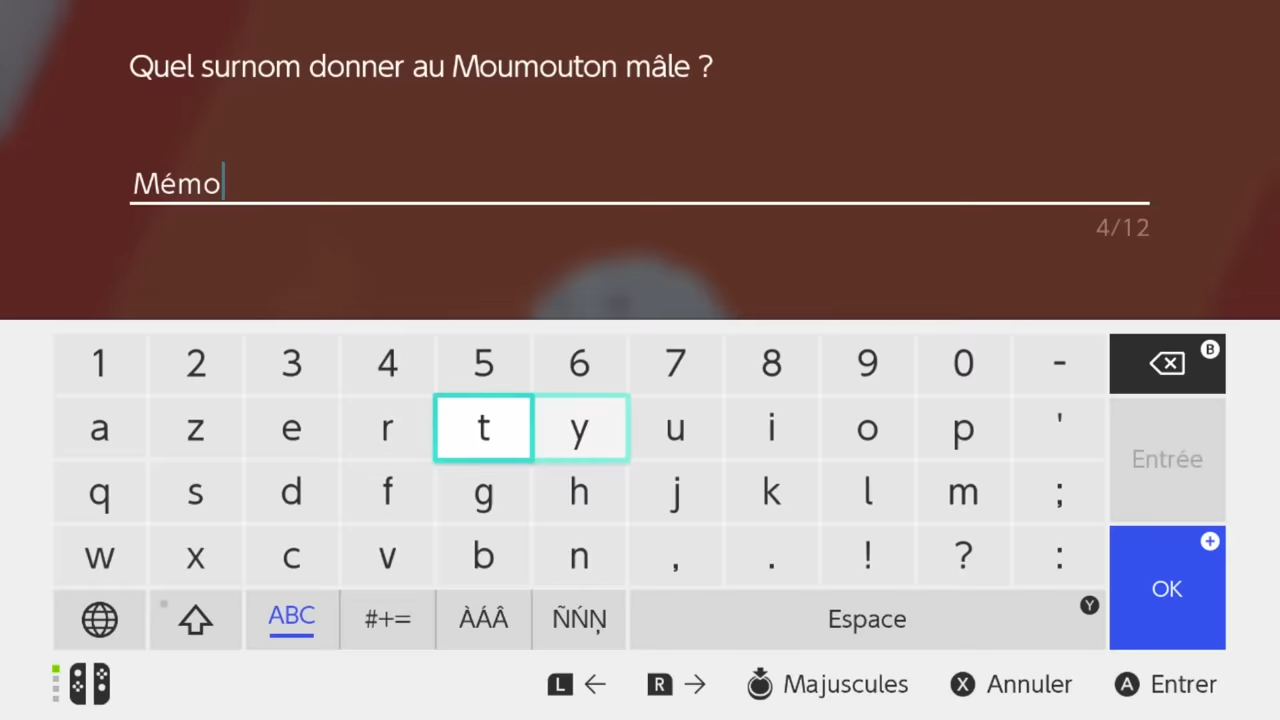 Quel surnom donner au Moumouton mâle ?
Mémo
4/12
1 2 3 4 5 6 7 8 9 0 - B
a z e r t y u i o p '
Entrée
q s d f g h j k l m ;
w x c v b n , . ! ? : +
OK
ABC #+= ÀÁÂ ÑŃŅ Espace Y
L ← R → Majuscules X Annuler A Entrer